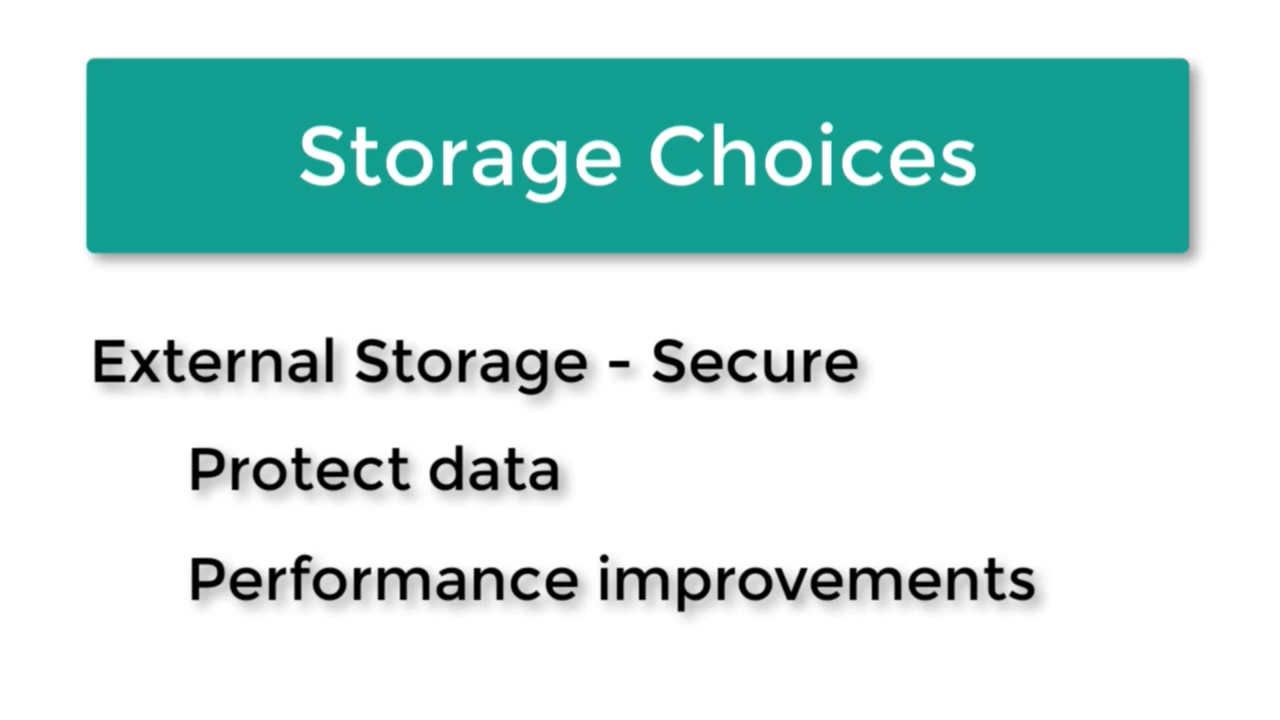 Storage Choices
External Storage - Secure
Protect data
Performance improvements